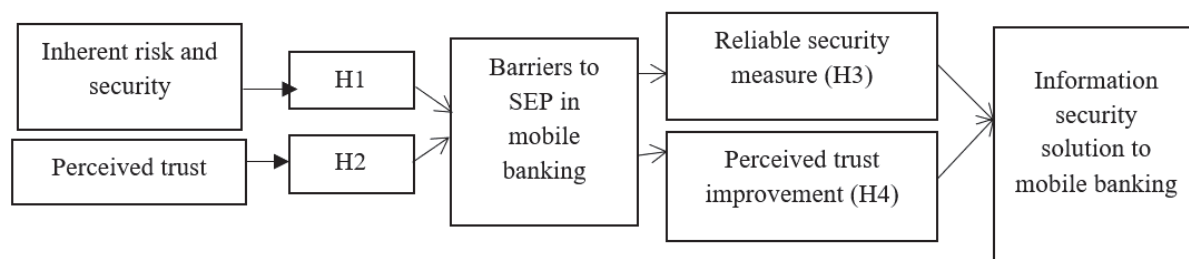 Inherent risk and
security
Perceived trust
H1
H2
Barriers to
SEP in
mobile
banking
Reliable security
measure (H3)
Perceived trust
improvement (H4)
Information
security
solution to
mobile banking